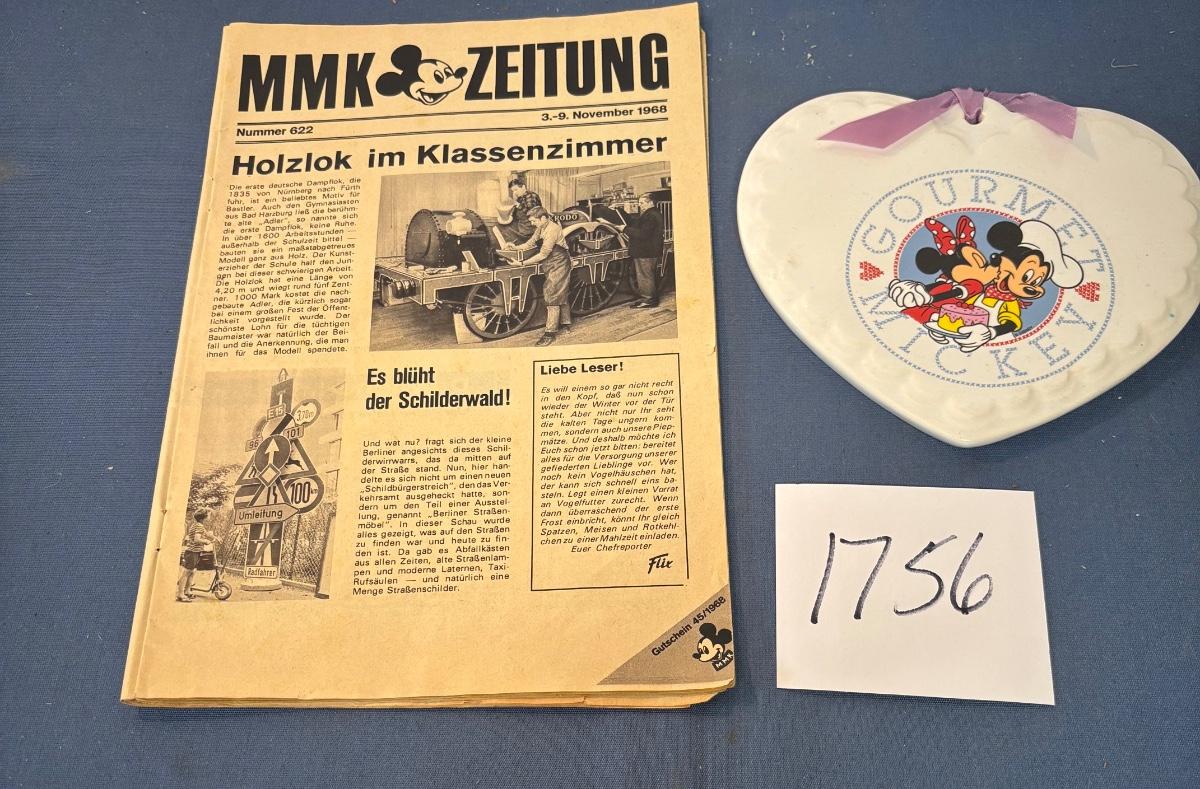 MMK ZEITUNG
Nummer 622
3.-9. November 1968
Holzlok im Klassenzimmer
Die erste deutsche Dampflok, die
1835 von Nürnberg nach Fürth
fuhr, ist ein beliebtes Motiv für
Bastler. Auch den Gymnasiasten
aus Bad Harzburg ließ die berühm-
te alte „Adler", so nannte sich
die erste Dampflok, keine Ruhe.
In über 1600 Arbeitsstunden —
außerhalb der Schulzeit bitte! —
bauten sie ein maßstabgetreues
Modell ganz aus Holz. Der Kunst-
erzieher der Schule half den Jun-
gen bei dieser schwierigen Arbeit.
Die Holzlok hat eine Länge von
4,20 m und wiegt rund fünf Zent-
ner. 1000 Mark kostet die nach-
gebaute Adler, die kürzlich sogar
bei einem großen Fest der Öffent-
lichkeit vorgestellt wurde. Der
schönste Lohn für die tüchtigen
Baumeister war natürlich der Bei-
fall und die Anerkennung, die man
ihnen für das Modell spendete.
Es blüht
der Schilderwald!
Und wat nu? fragt sich der kleine
Berliner angesichts dieses Schil-
derwirrwarrs, das da mitten auf
der Straße stand. Nun, hier han-
delte es sich nicht um einen neuen
„Schildbürgerstreich", den das Ver-
kehrsamt ausgeheckt hatte, son-
dern um den Teil einer Ausstel-
lung, genannt „Berliner Straßen-
möbel". In dieser Schau wurde
alles gezeigt, was auf den Straßen
zu finden war und heute zu fin-
den ist. Da gab es Abfallkästen
aus allen Zeiten, alte Straßenlam-
pen und moderne Laternen, Taxi-
Rufsäulen — und natürlich eine
Menge Straßenschilder.
Liebe Leser!
Es will einem so gar nicht recht
in den Kopf, daß nun schon
wieder der Winter vor der Tür
steht. Aber nicht nur Ihr seht
die kalten Tage ungern kom-
men, sondern auch unsere Piep-
mätze. Und deshalb möchte ich
Euch schon jetzt bitten: bereitet
alles für die Versorgung unserer
gefiederten Lieblinge vor. Wer
noch kein Vogelhäuschen hat,
der kann sich schnell eins ba-
steln. Legt einen kleinen Vorrat
an Vogelfutter zurecht. Wenn
dann überraschend der erste
Frost einbricht, könnt Ihr gleich
Spatzen, Meisen und Rotkehl-
chen zu einer Mahlzeit einladen.
Euer Chefreporter
Flix
E 15
3,70m
96
101
100
Umleitung
Radfahrer
Gutschein 45/1968
MMK
GOURMET
MICKEY
1756